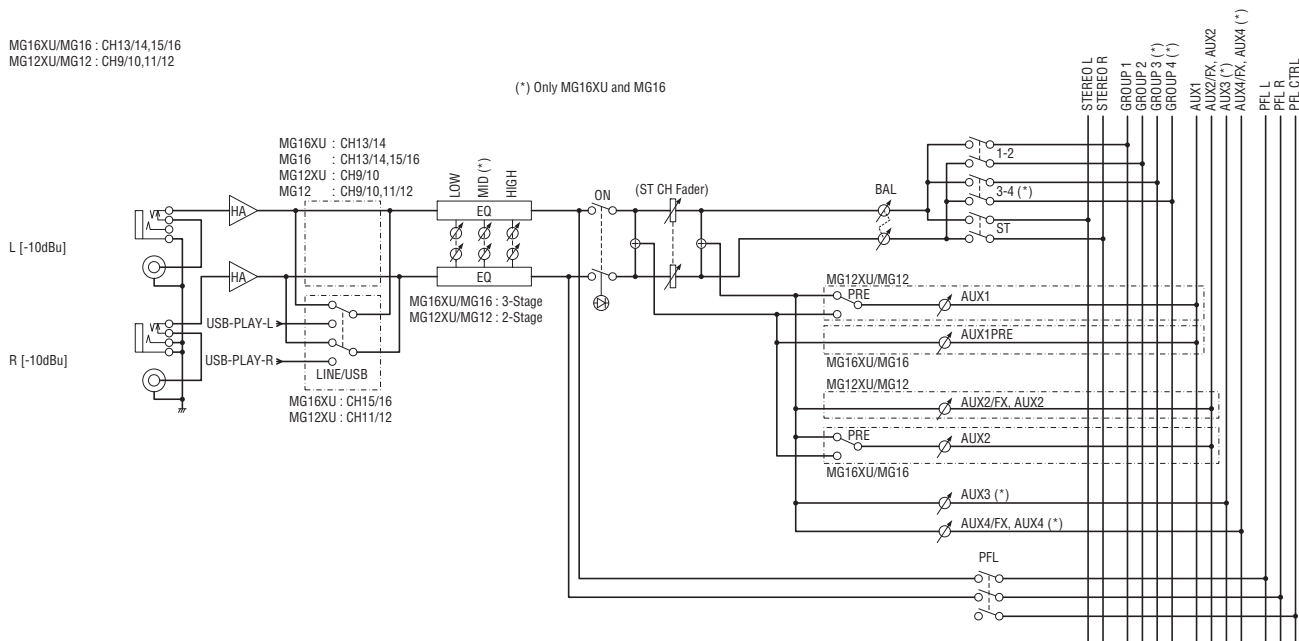 MG16XU/MG16 : CH13/14,15/16
MG12XU/MG12 : CH9/10,11/12
(*) Only MG16XU and MG16
STEREO L
STEREO R
GROUP 1
GROUP 2
GROUP 3 (*)
GROUP 4 (*)
AUX1
AUX2/FX, AUX2
AUX3 (*)
AUX4/FX, AUX4 (*)
PFL L
PFL R
PFL CTRL
MG16XU : CH13/14
MG16 : CH13/14,15/16
MG12XU : CH9/10
MG12 : CH9/10,11/12
LOW
MID (*)
HIGH
ON
(ST CH Fader)
BAL
1-2
3-4 (*)
ST
HA
EQ
L [-10dBu]
HA
EQ
MG16XU/MG16 : 3-Stage
MG12XU/MG12 : 2-Stage
USB-PLAY-L
R [-10dBu]
USB-PLAY-R
LINE/USB
MG16XU : CH15/16
MG12XU : CH11/12
MG12XU/MG12
PRE
AUX1
AUX1PRE
MG16XU/MG16
MG12XU/MG12
AUX2/FX, AUX2
PRE
AUX2
MG16XU/MG16
AUX3 (*)
AUX4/FX, AUX4 (*)
PFL